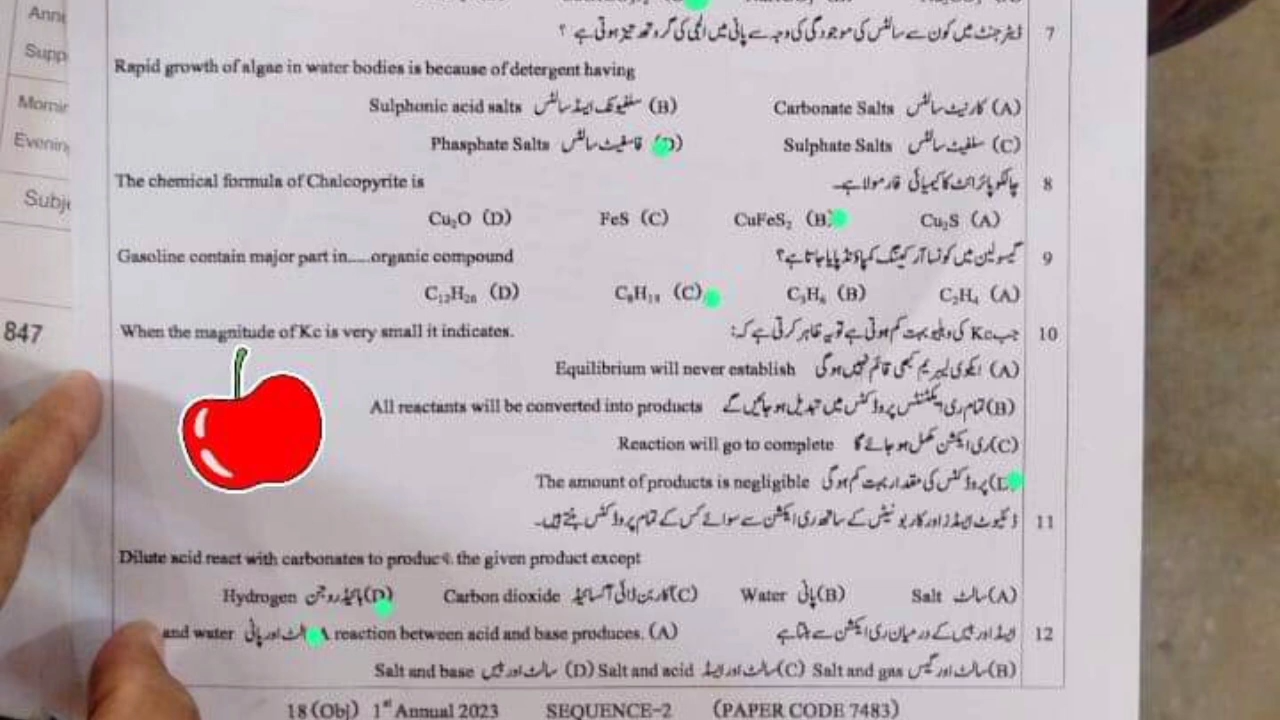 Anne
Supp
Mornin
Evening
Subje
847
7 ڈیٹرجنٹ میں کون سے سالٹس کی موجودگی کی وجہ سے پانی میں الجی کی گروتھ تیز ہوتی ہے ؟
Rapid growth of algae in water bodies is because of detergent having
Sulphonic acid salts سلفونک ایسڈ سالٹس (B) Carbonate Salts کاربونیٹ سالٹس (A)
Phasphate Salts فاسفیٹ سالٹس (D) Sulphate Salts سلفیٹ سالٹس (C)
The chemical formula of Chalcopyrite is چالکوپائرائٹ کا کیمیائی فارمولا ہے۔ 8
Cu₂O (D) FeS (C) CuFeS₂ (B) Cu₂S (A)
Gasoline contain major part in.....organic compound گیسولین میں کونسا آرگینک کمپاؤنڈ پایا جاتا ہے؟ 9
(D) (C) (B) C₂H₄ (A)
When the magnitude of Kc is very small it indicates. جب Kc کی ویلیو بہت کم ہوتی ہے تو یہ ظاہر کرتی ہے کہ: 10
Equilibrium will never establish ایکوی لبریم کبھی قائم نہیں ہوگی (A)
All reactants will be converted into products تمام ری ایکٹنٹس پروڈکٹس میں تبدیل ہو جائیں گے (B)
Reaction will go to complete ری ایکشن مکمل ہو جائے گا (C)
The amount of products is negligible پروڈکٹس کی مقدار بہت کم ہوگی
11 ڈائلیوٹ ایسڈز اور کاربونیٹس کے ساتھ ری ایکشن سے سوائے کس کے تمام پروڈکٹس بنتے ہیں۔
Dilute acid react with carbonates to produce the given product except
Hydrogen ہائیڈروجن (D) Carbon dioxide کاربن ڈائی آکسائیڈ (C) Water پانی (B) Salt سالٹ (A)
and water سالٹ اور پانی A reaction between acid and base produces. (A) ایسڈ اور بیس کے درمیان ری ایکشن سے بنتا ہے 12
Salt and base سالٹ اور بیس (D) Salt and acid سالٹ اور ایسڈ (C) Salt and gas سالٹ اور گیس (B)
18 (Obj) 1ˢᵗ Annual 2023 SEQUENCE-2 (PAPER CODE 7483)